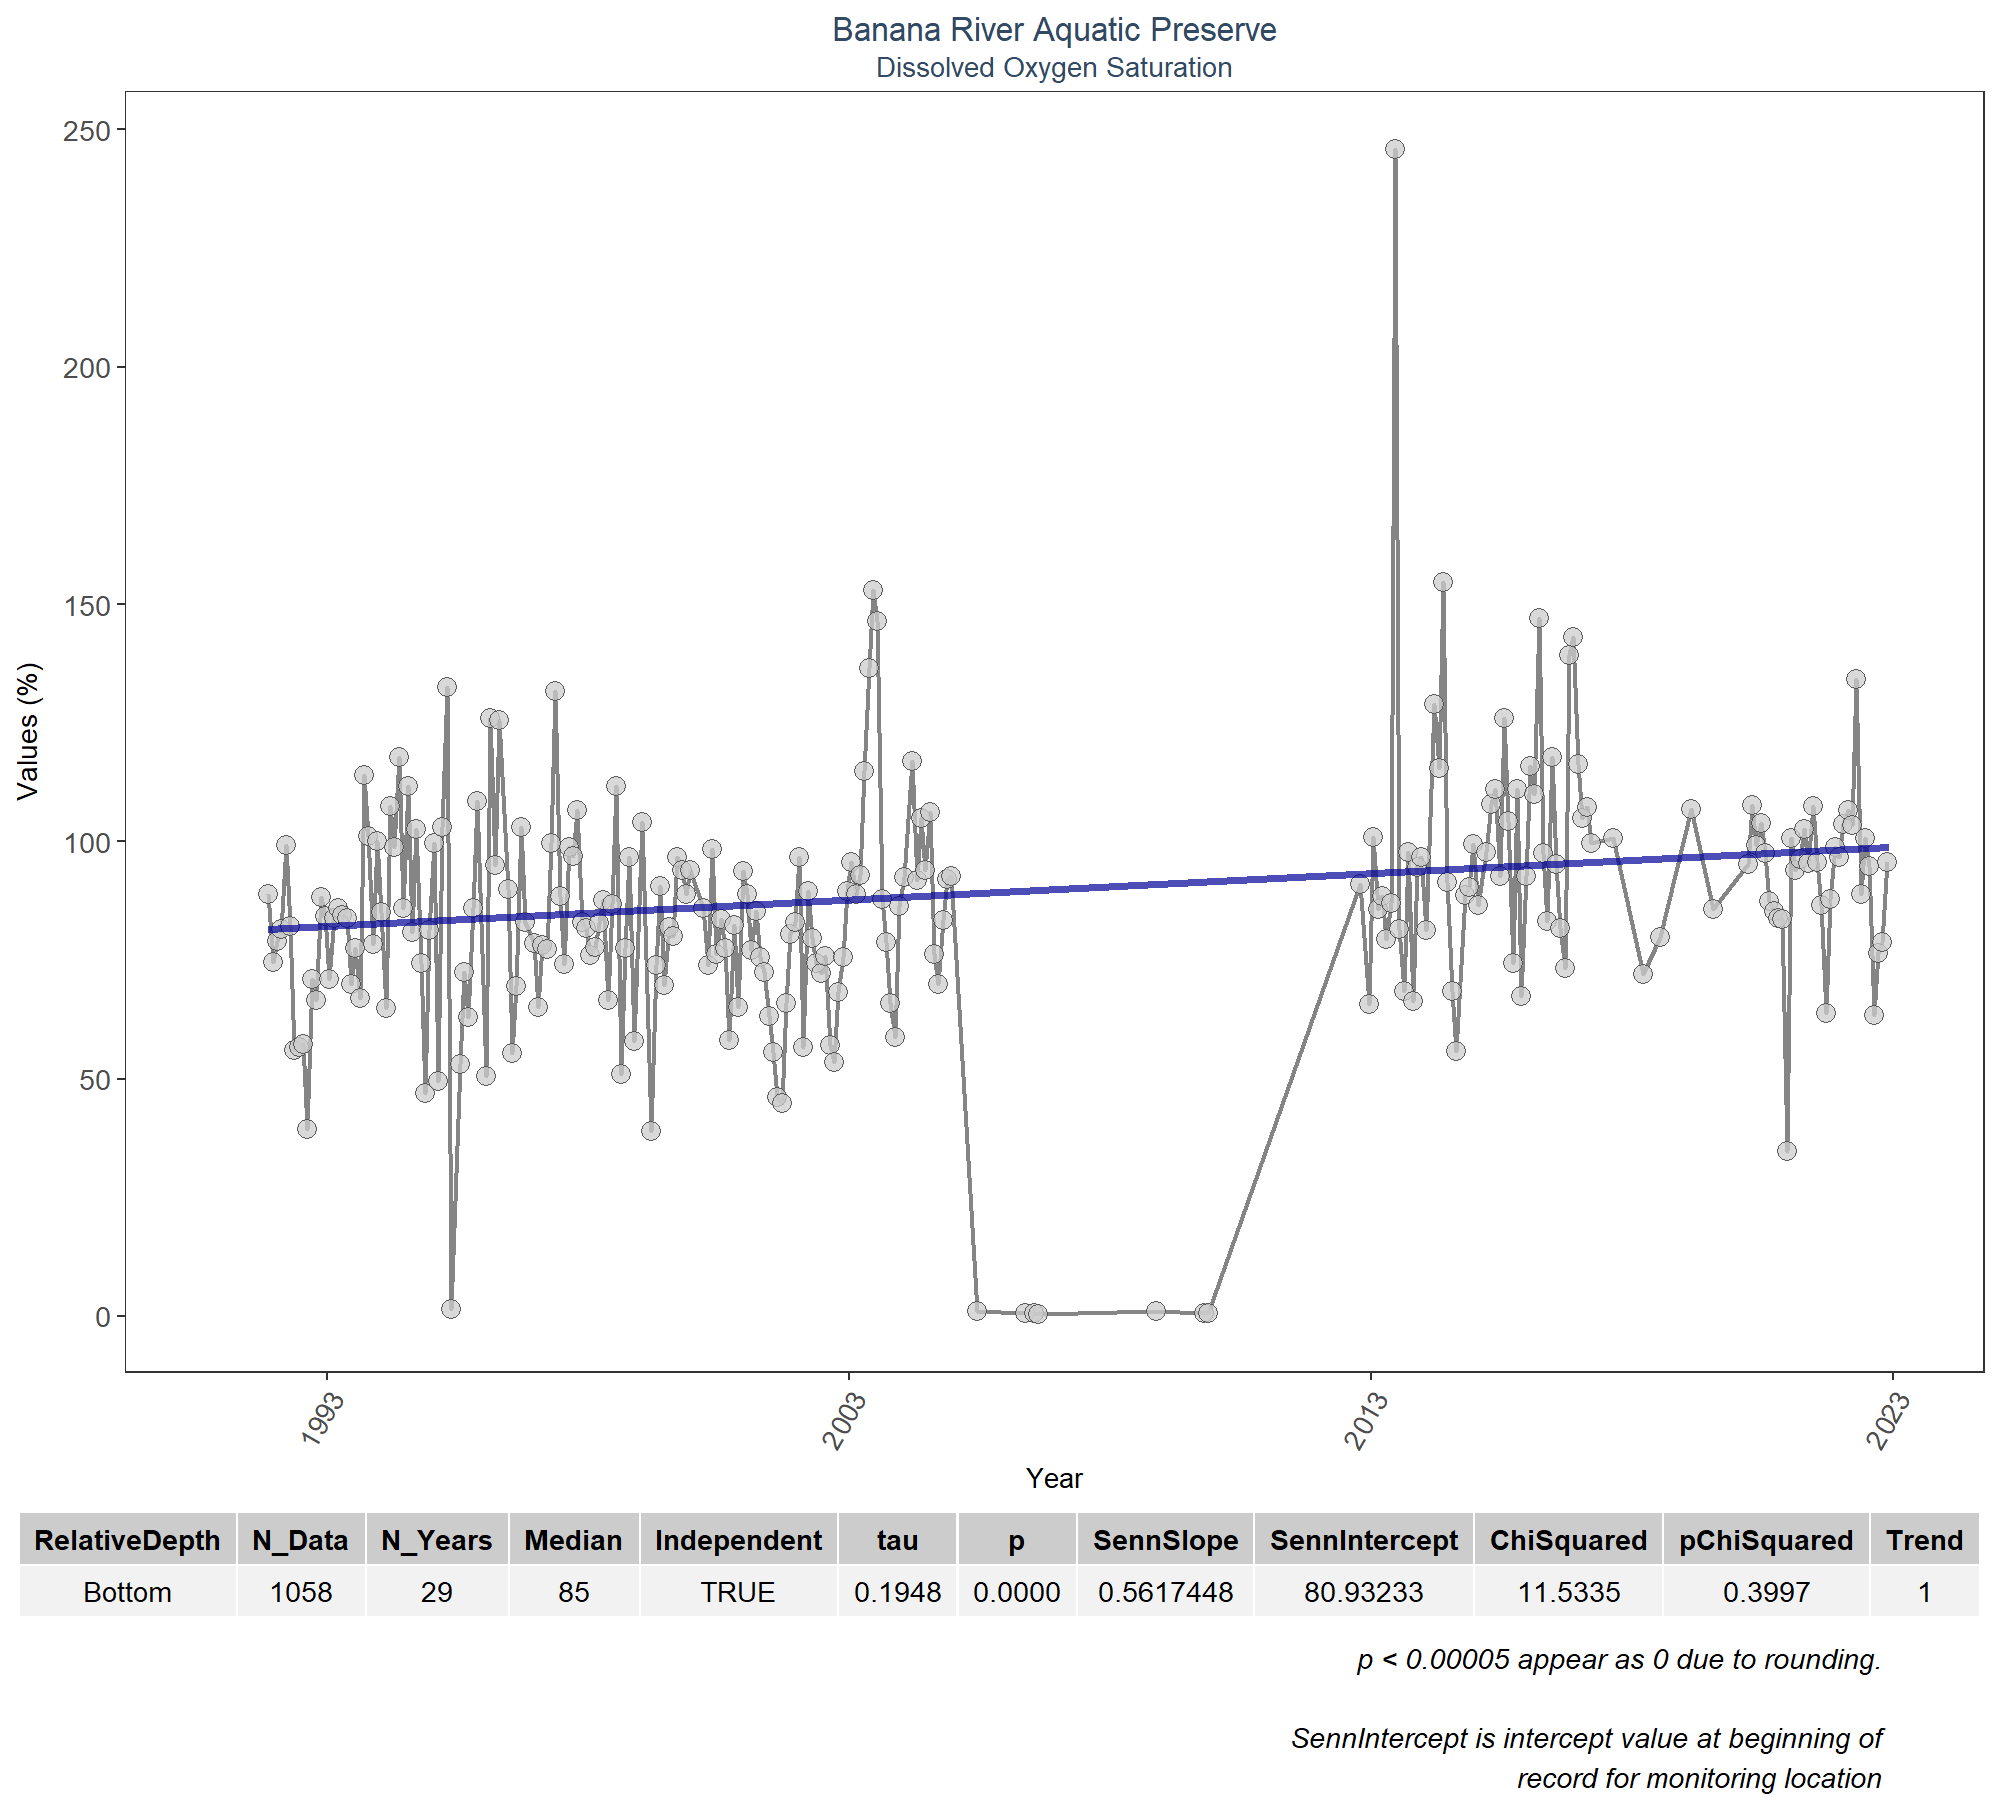 Banana River Aquatic Preserve
Dissolved Oxygen Saturation
250
200
150
100
50
0
Values (%)
1993
2003
2013
2023
Year
RelativeDepth N_Data N_Years Median Independent tau p SennSlope SennIntercept ChiSquared pChiSquared Trend
Bottom 1058 29 85 TRUE 0.1948 0.0000 0.5617448 80.93233 11.5335 0.3997 1
p < 0.00005 appear as 0 due to rounding.
SennIntercept is intercept value at beginning of
record for monitoring location